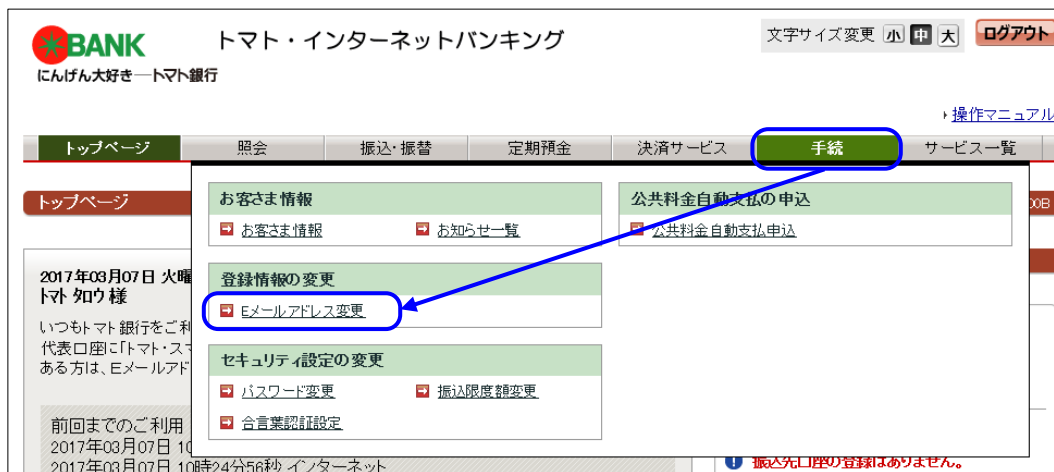 BANK
にんげん大好き─トマト銀行
トマト・インターネットバンキング
文字サイズ変更 小 中 大 ログアウト
操作マニュアル
トップページ 照会 振込・振替 定期預金 決済サービス 手続 サービス一覧
トップページ
お客さま情報
お客さま情報 お知らせ一覧
公共料金自動支払の申込
公共料金自動支払申込
登録情報の変更
Eメールアドレス変更
セキュリティ設定の変更
パスワード変更 振込限度額変更
合言葉認証設定
2017年03月07日 火曜
トマト タロウ 様
いつもトマト銀行をご利
代表口座に「トマト・スマ
ある方は、Eメールアド
前回までのご利用
2017年03月07日 10
2017年03月07日 10時24分56秒 インターネット
振込先口座の登録はありません。